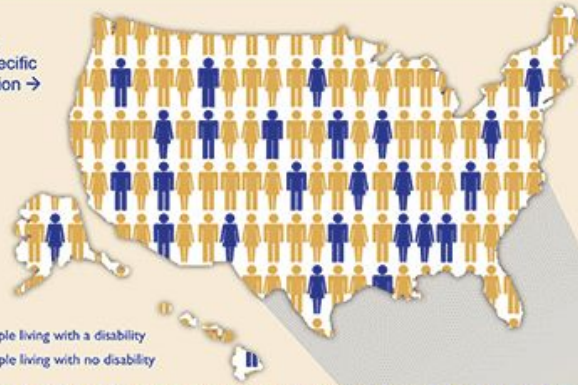 ecific
ion →
ple living with a disability
ple living with no disability